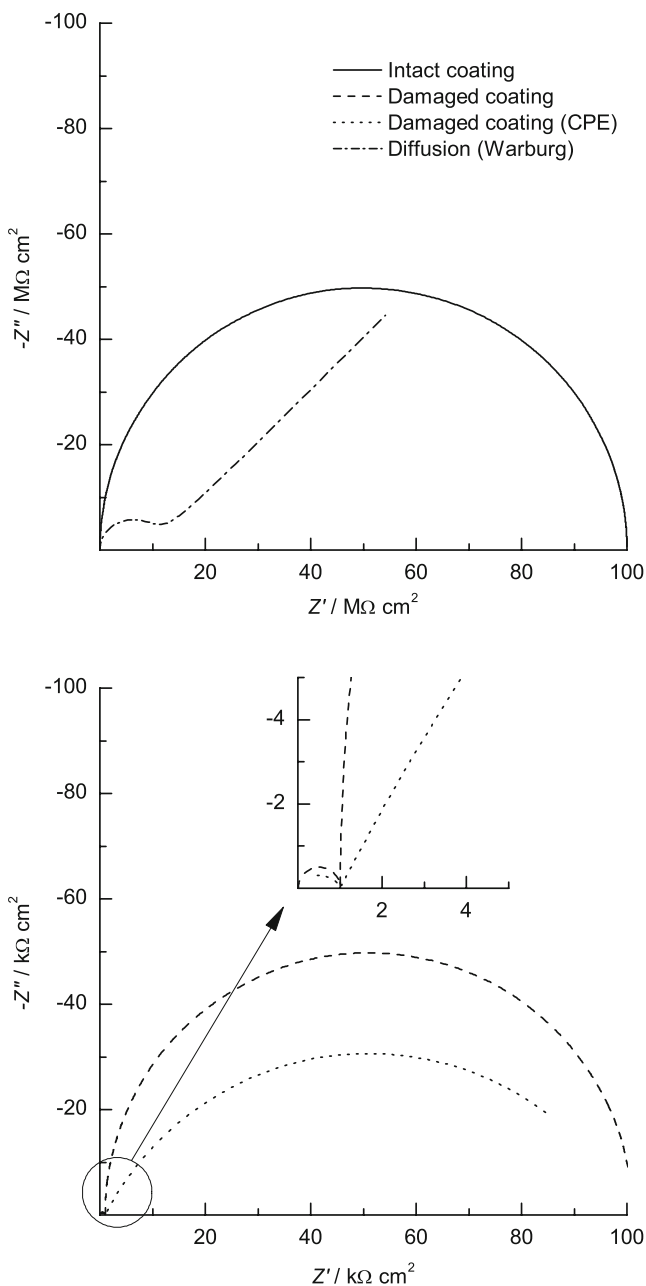 -100
Intact coating
Damaged coating
Damaged coating (CPE)
Diffusion (Warburg)
-80
-60
-Z" / MΩ cm²
-40
-20
20 40 60 80 100
Z' / MΩ cm²
-100
-4
-2
2 4
-80
-60
-Z" / kΩ cm²
-40
-20
20 40 60 80 100
Z' / kΩ cm²